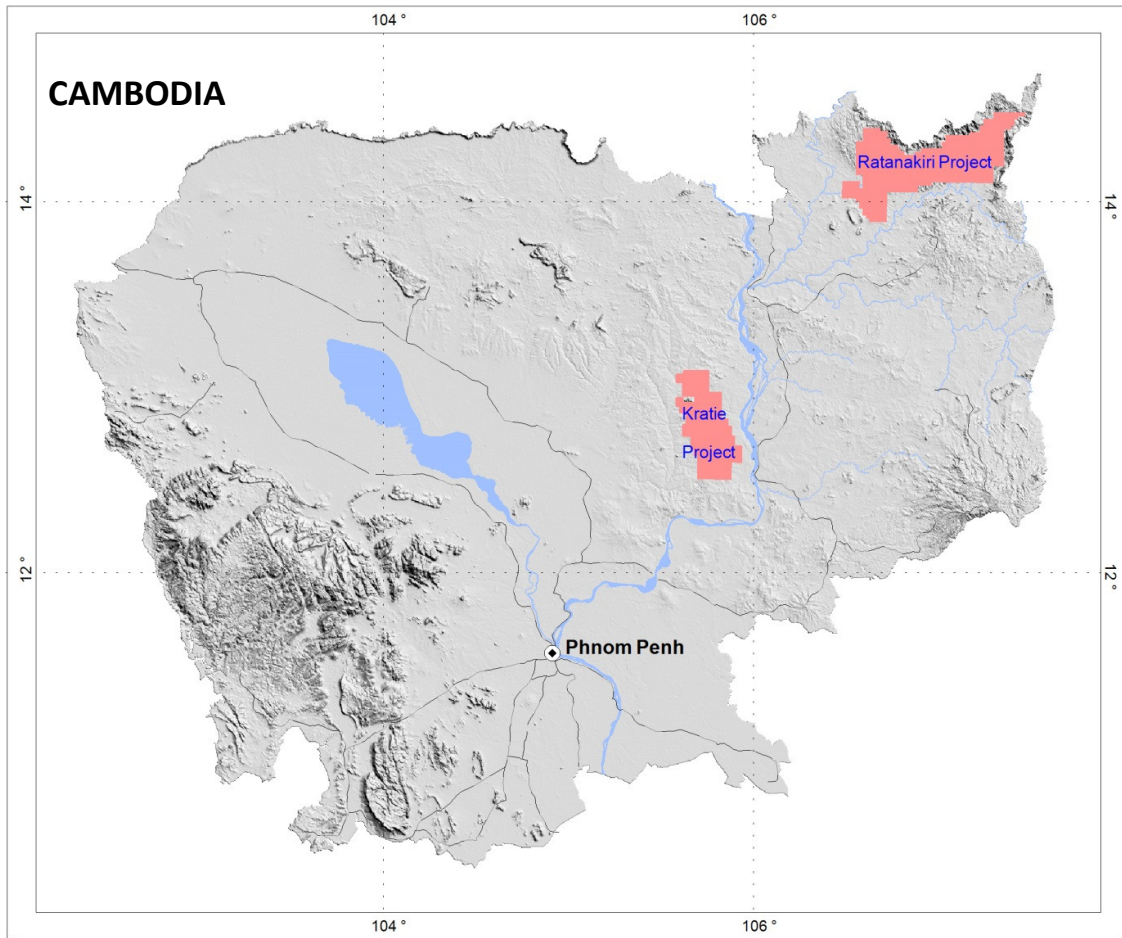 104 °
106 °
CAMBODIA
Ratanakiri Project
14 °
14 °
Kratie
Project
12 °
12 °
Phnom Penh
104 °
106 °